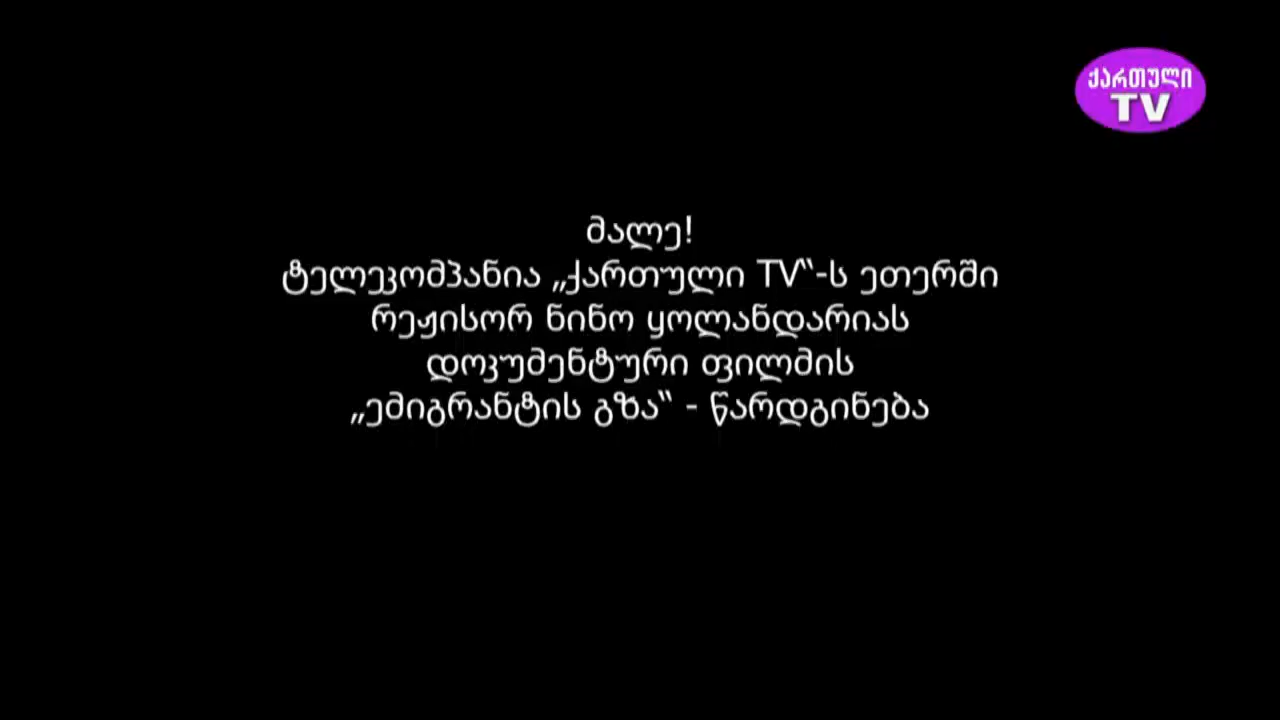 ქართული
TV
მალე!
ტელეკომპანია „ქართული TV“-ს ეთერში
რეჟისორ ნინო ყოლანდარიას
დოკუმენტური ფილმის
„ემიგრანტის გზა“ - წარდგინება